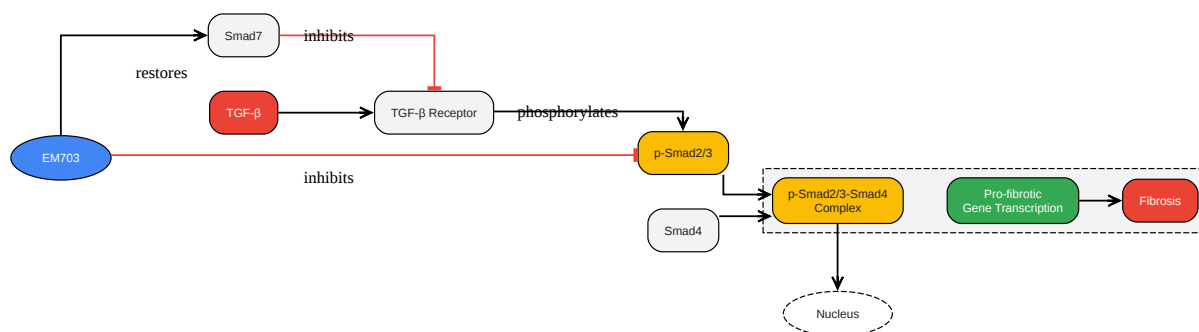 Smad7
inhibits
restores
TGF-β
TGF-β Receptor
phosphorylates
EM703
p-Smad2/3
inhibits
p-Smad2/3-Smad4
Complex
Pro-fibrotic
Gene Transcription
Fibrosis
Smad4
Nucleus